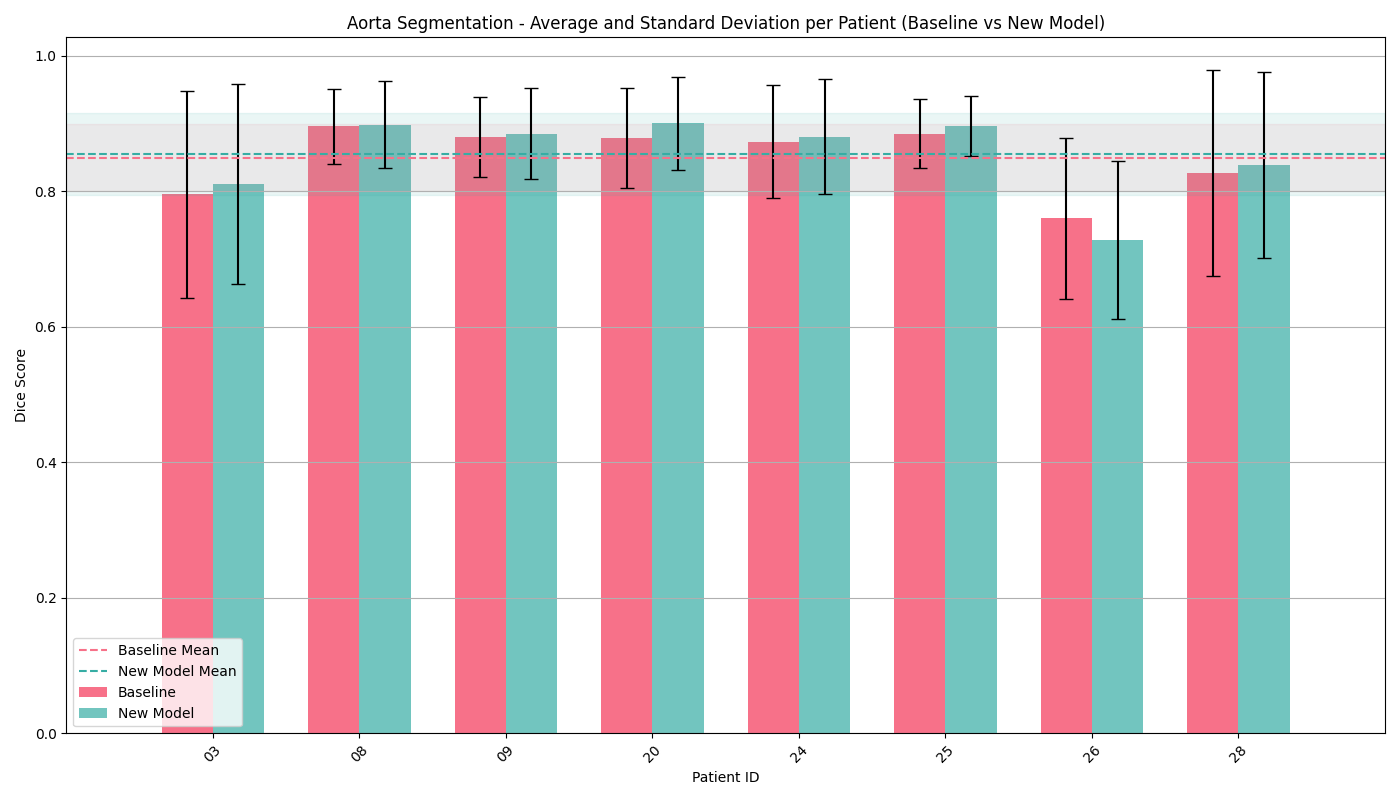 Aorta Segmentation - Average and Standard Deviation per Patient (Baseline vs New Model)
Dice Score
1.0
0.8
0.6
0.4
0.2
0.0
Baseline Mean
New Model Mean
Baseline
New Model
03
08
09
20
24
25
26
28
Patient ID